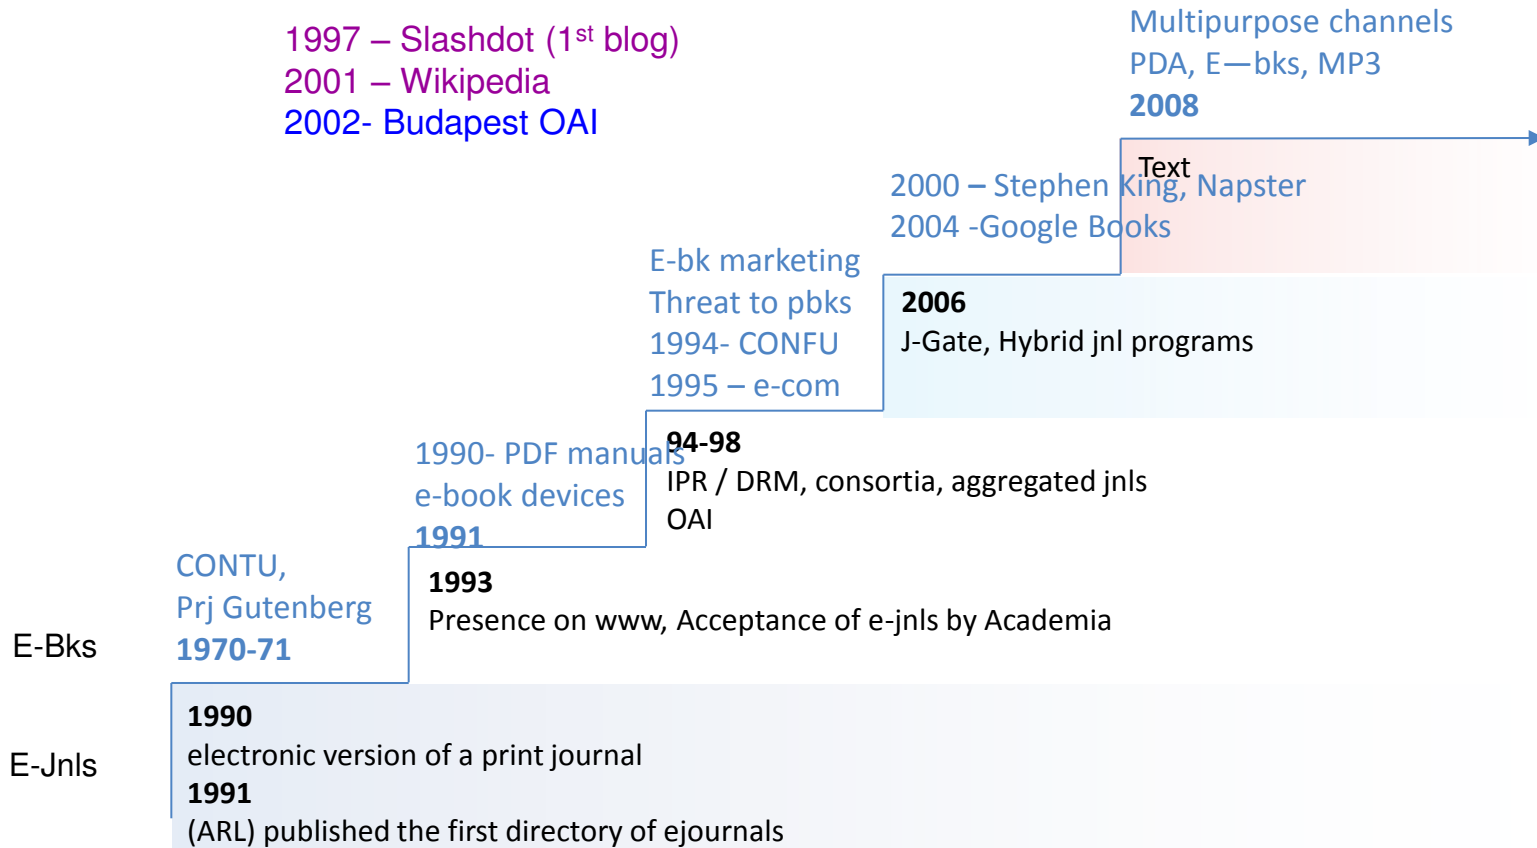 1997 – Slashdot (1st blog)
2001 – Wikipedia
2002- Budapest OAI
Multipurpose channels
PDA, E—bks, MP3
2008
Text
2000 – Stephen King, Napster
2004 -Google Books
E-bk marketing
Threat to pbks
1994- CONFU
1995 – e-com
2006
J-Gate, Hybrid jnl programs
1990- PDF manuals
e-book devices
1991
94-98
IPR / DRM, consortia, aggregated jnls
OAI
CONTU,
Prj Gutenberg
1970-71
1993
Presence on www, Acceptance of e-jnls by Academia
E-Bks
E-Jnls
1990
electronic version of a print journal
1991
(ARL) published the first directory of ejournals